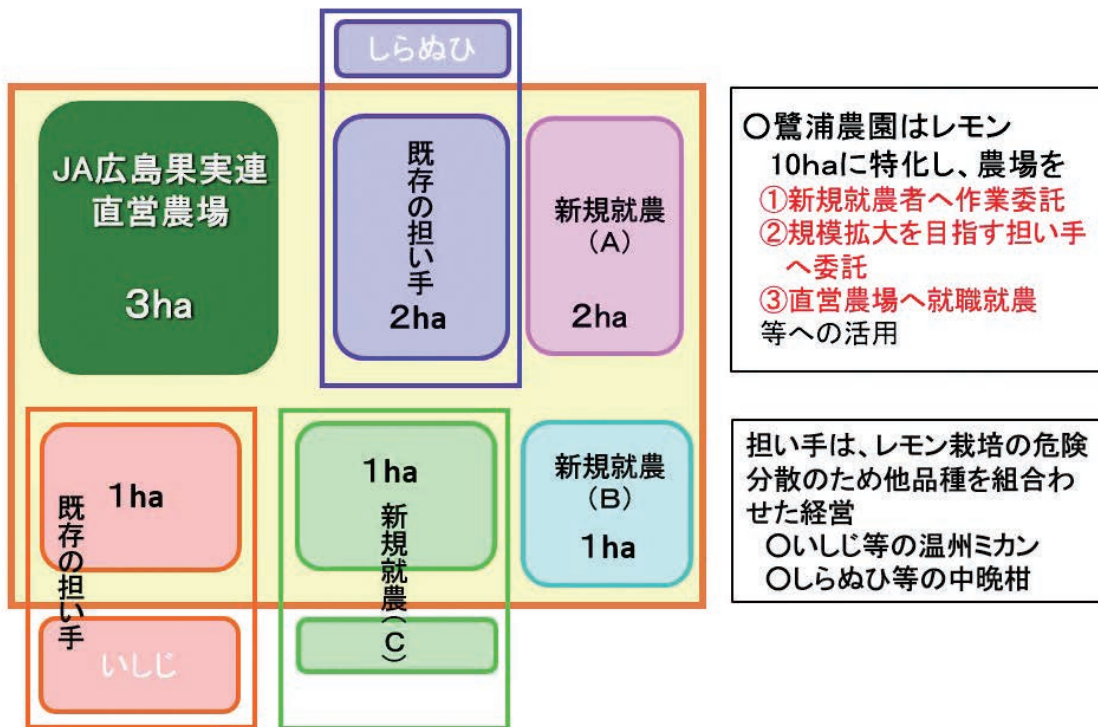 しらぬひ
JA広島果実連
直営農場
3ha
既存の担い手
2ha
新規就農
(A)
2ha
1ha
既存の担い手
いしじ
1ha
新規就農(C)
新規就農
(B)
1ha
○鷺浦農園はレモン
10haに特化し、農場を
①新規就農者へ作業委託
②規模拡大を目指す担い手
へ委託
③直営農場へ就職就農
等への活用
担い手は、レモン栽培の危険
分散のため他品種を組合わ
せた経営
○いしじ等の温州ミカン
○しらぬひ等の中晩柑